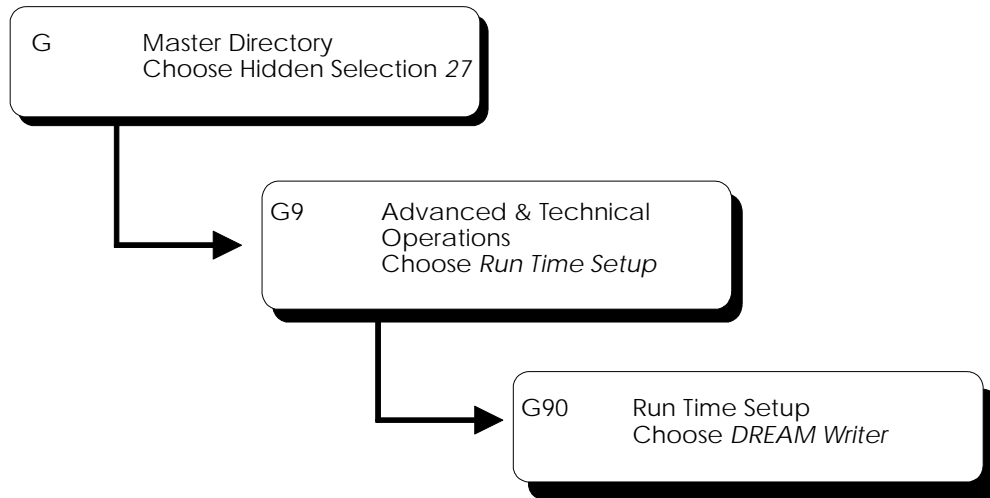 G Master Directory
Choose Hidden Selection 27
G9 Advanced & Technical
Operations
Choose Run Time Setup
G90 Run Time Setup
Choose DREAM Writer